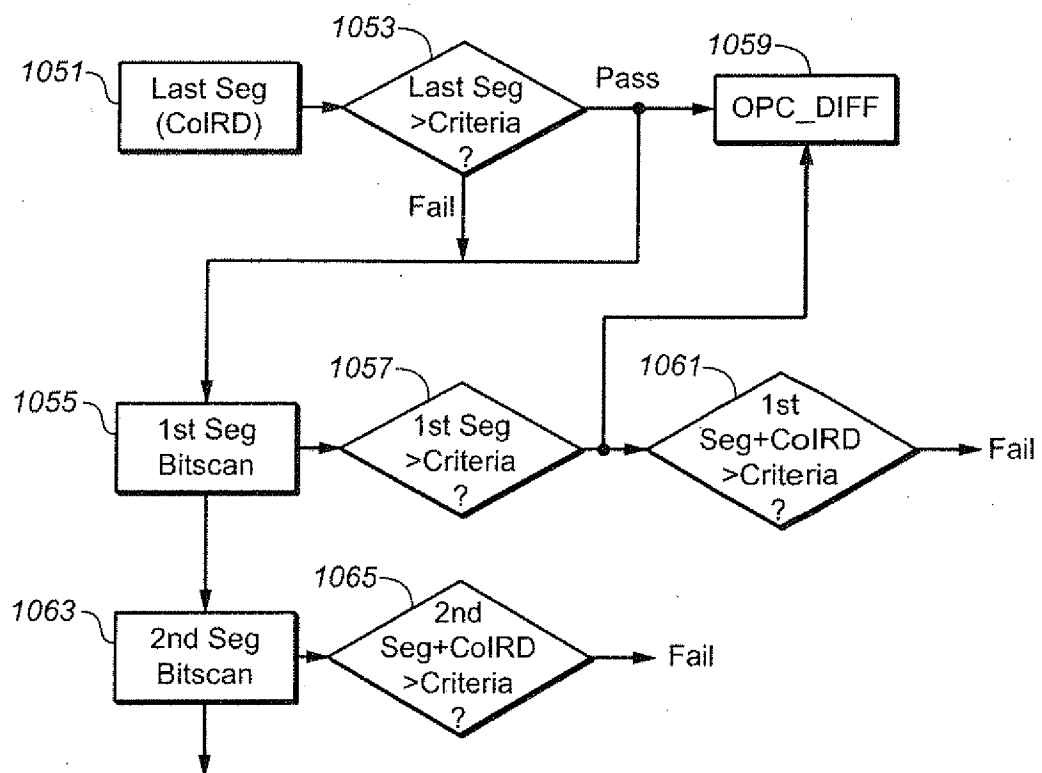 1051
Last Seg
(ColRD)
1053
Last Seg
>Criteria
?
Pass
Fail
1059
OPC_DIFF
1055
1st Seg
Bitscan
1057
1st Seg
>Criteria
?
1061
1st
Seg+ColRD
>Criteria
?
Fail
1063
2nd Seg
Bitscan
1065
2nd
Seg+ColRD
>Criteria
?
Fail